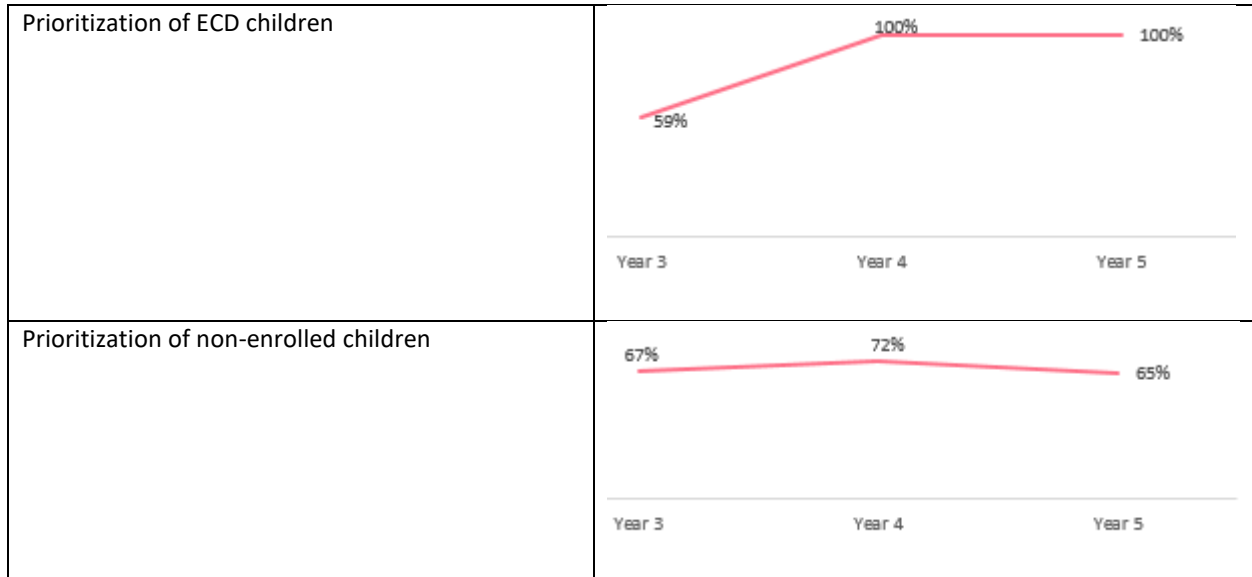 Prioritization of ECD children
100%
100%
59%
Year 3 Year 4 Year 5
Prioritization of non-enrolled children
67%
72%
65%
Year 3 Year 4 Year 5